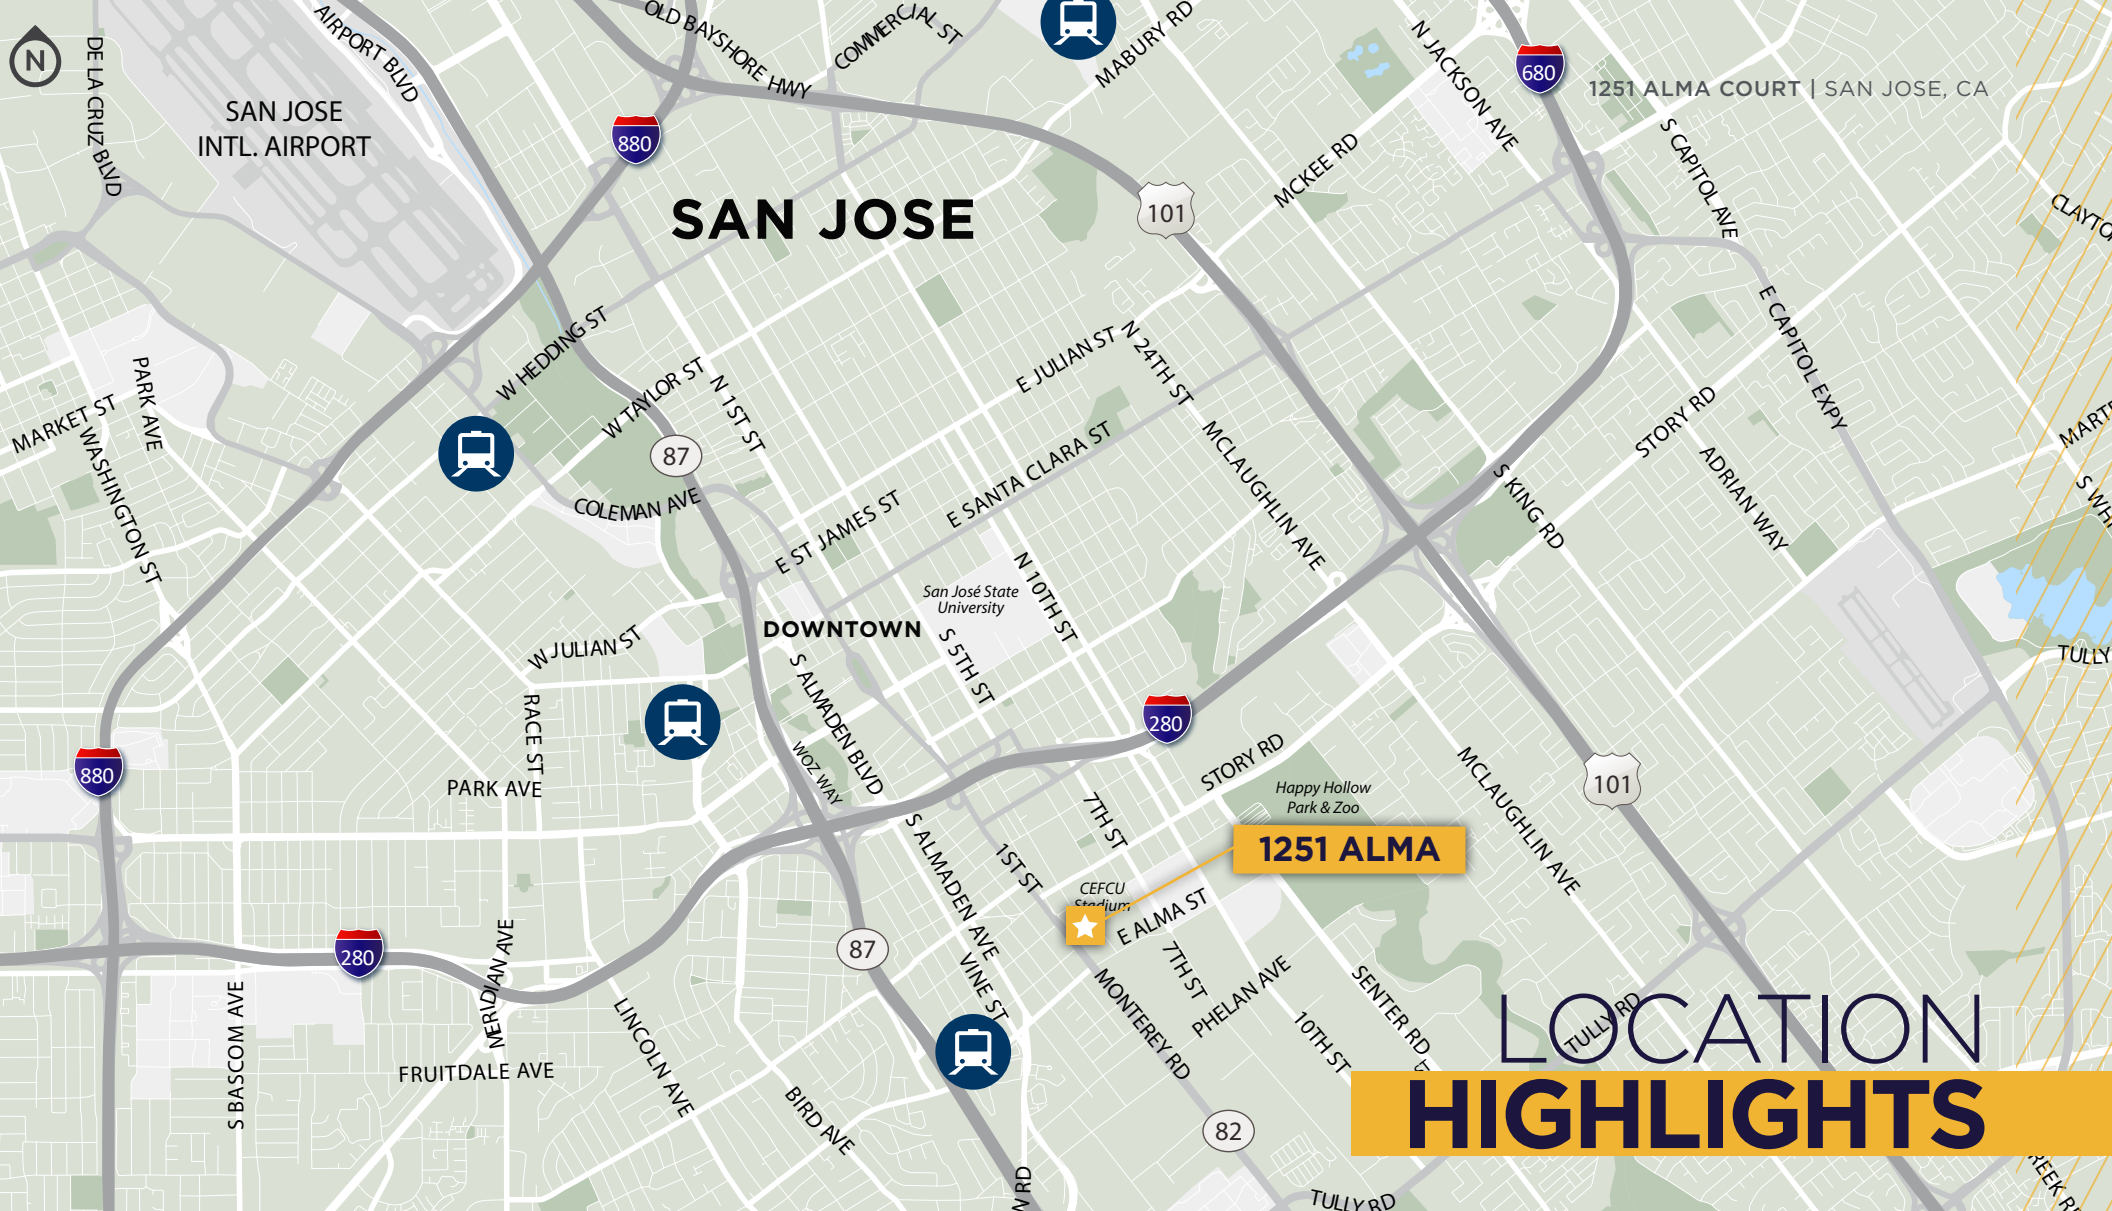 N
DE LA CRUZ BLVD
AIRPORT BLVD
SAN JOSE
INTL. AIRPORT
OLD BAYSHORE HWY
COMMERCIAL ST
MABURY RD
N JACKSON AVE
680
1251 ALMA COURT | SAN JOSE, CA
880
SAN JOSE
101
MCKEE RD
S CAPITOL AVE
CLAYTO
W HEDDING ST
W TAYLOR ST
N 1ST ST
E JULIAN ST
N 24TH ST
E CAPITOL EXPY
PARK AVE
MARKET ST
WASHINGTON ST
87
COLEMAN AVE
E ST JAMES ST
E SANTA CLARA ST
MCLAUGHLIN AVE
S KING RD
STORY RD
ADRIAN WAY
MART
S WH
San José State
University
N 10TH ST
DOWNTOWN
S 5TH ST
W JULIAN ST
RACE ST
S ALMADEN BLVD
WOZ WAY
TULLY
280
880
PARK AVE
STORY RD
Happy Hollow
Park & Zoo
101
MCLAUGHLIN AVE
7TH ST
1251 ALMA
1ST ST
S ALMADEN AVE
CEFCU
Stadium
E ALMA ST
280
87
MERIDIAN AVE
VINE ST
7TH ST
PHELAN AVE
MONTEREY RD
SENTER RD
10TH ST
TULLY RD
S BASCOM AVE
FRUITDALE AVE
LINCOLN AVE
BIRD AVE
82
LOCATION
HIGHLIGHTS
TULLY RD
W RD
REEK R